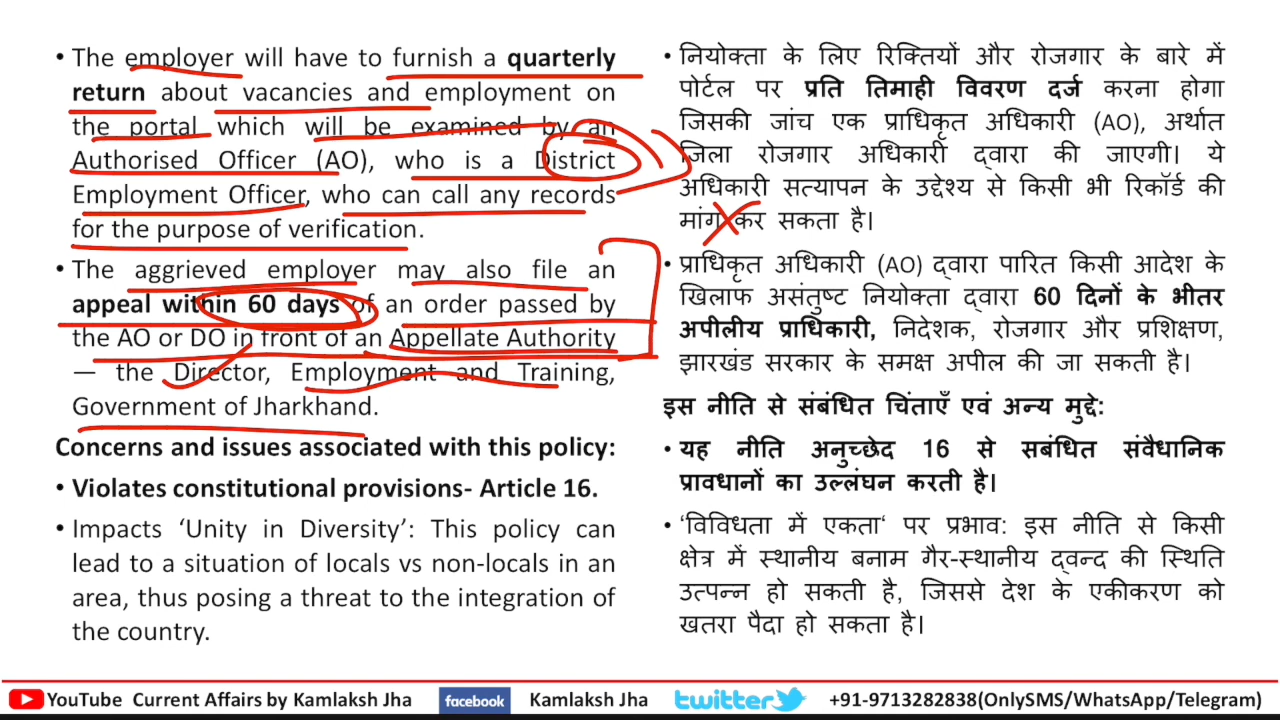 • The employer will have to furnish a quarterly
return about vacancies and employment on
the portal which will be examined by an
Authorised Officer (AO), who is a District
Employment Officer, who can call any records
for the purpose of verification.
• The aggrieved employer may also file an
appeal within 60 days of an order passed by
the AO or DO in front of an Appellate Authority
— the Director, Employment and Training,
Government of Jharkhand.
Concerns and issues associated with this policy:
• Violates constitutional provisions- Article 16.
• Impacts ‘Unity in Diversity’: This policy can
lead to a situation of locals vs non-locals in an
area, thus posing a threat to the integration of
the country.
• नियोक्ता के लिए रिक्तियों और रोजगार के बारे में
पोर्टल पर प्रति तिमाही विवरण दर्ज करना होगा
जिसकी जांच एक प्राधिकृत अधिकारी (AO), अर्थात
जिला रोजगार अधिकारी द्वारा की जाएगी। ये
अधिकारी सत्यापन के उद्देश्य से किसी भी रिकॉर्ड की
मांग कर सकता है।
• प्राधिकृत अधिकारी (AO) द्वारा पारित किसी आदेश के
खिलाफ असंतुष्ट नियोक्ता द्वारा 60 दिनों के भीतर
अपीलीय प्राधिकारी, निदेशक, रोजगार और प्रशिक्षण,
झारखंड सरकार के समक्ष अपील की जा सकती है।
इस नीति से संबंधित चिंताएँ एवं अन्य मुद्दे:
• यह नीति अनुच्छेद 16 से सबंधित संवैधानिक
प्रावधानों का उल्लंघन करती है।
• ‘विविधता में एकता‘ पर प्रभाव: इस नीति से किसी
क्षेत्र में स्थानीय बनाम गैर-स्थानीय द्वन्द की स्थिति
उत्पन्न हो सकती है, जिससे देश के एकीकरण को
खतरा पैदा हो सकता है।
YouTube Current Affairs by Kamlaksh Jha facebook Kamlaksh Jha twitter +91-9713282838(OnlySMS/WhatsApp/Telegram)